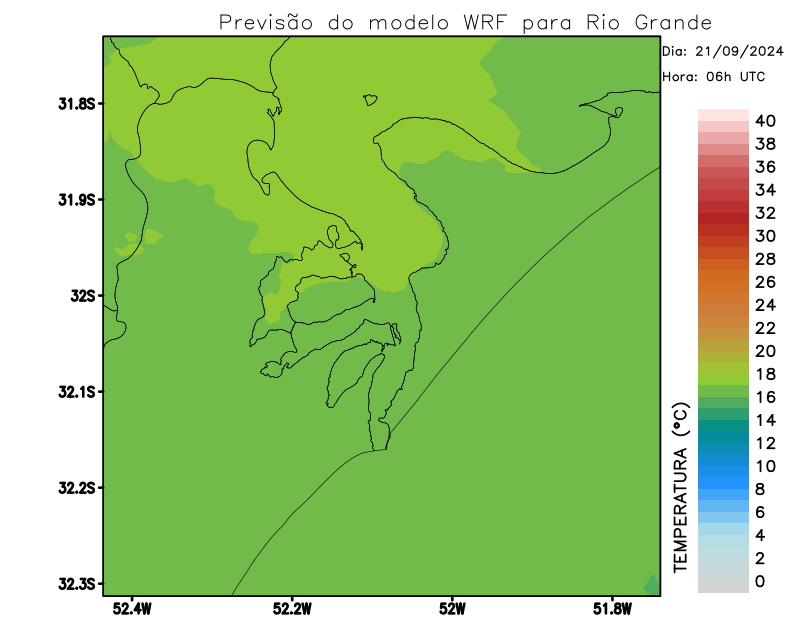 Previsão do modelo WRF para Rio Grande
Dia: 21/09/2024
Hora: 06h UTC
31.8S
31.9S
32S
32.1S
32.2S
32.3S
52.4W
52.2W
52W
51.8W
TEMPERATURA (ºC)
40
38
36
34
32
30
28
26
24
22
20
18
16
14
12
10
8
6
4
2
0